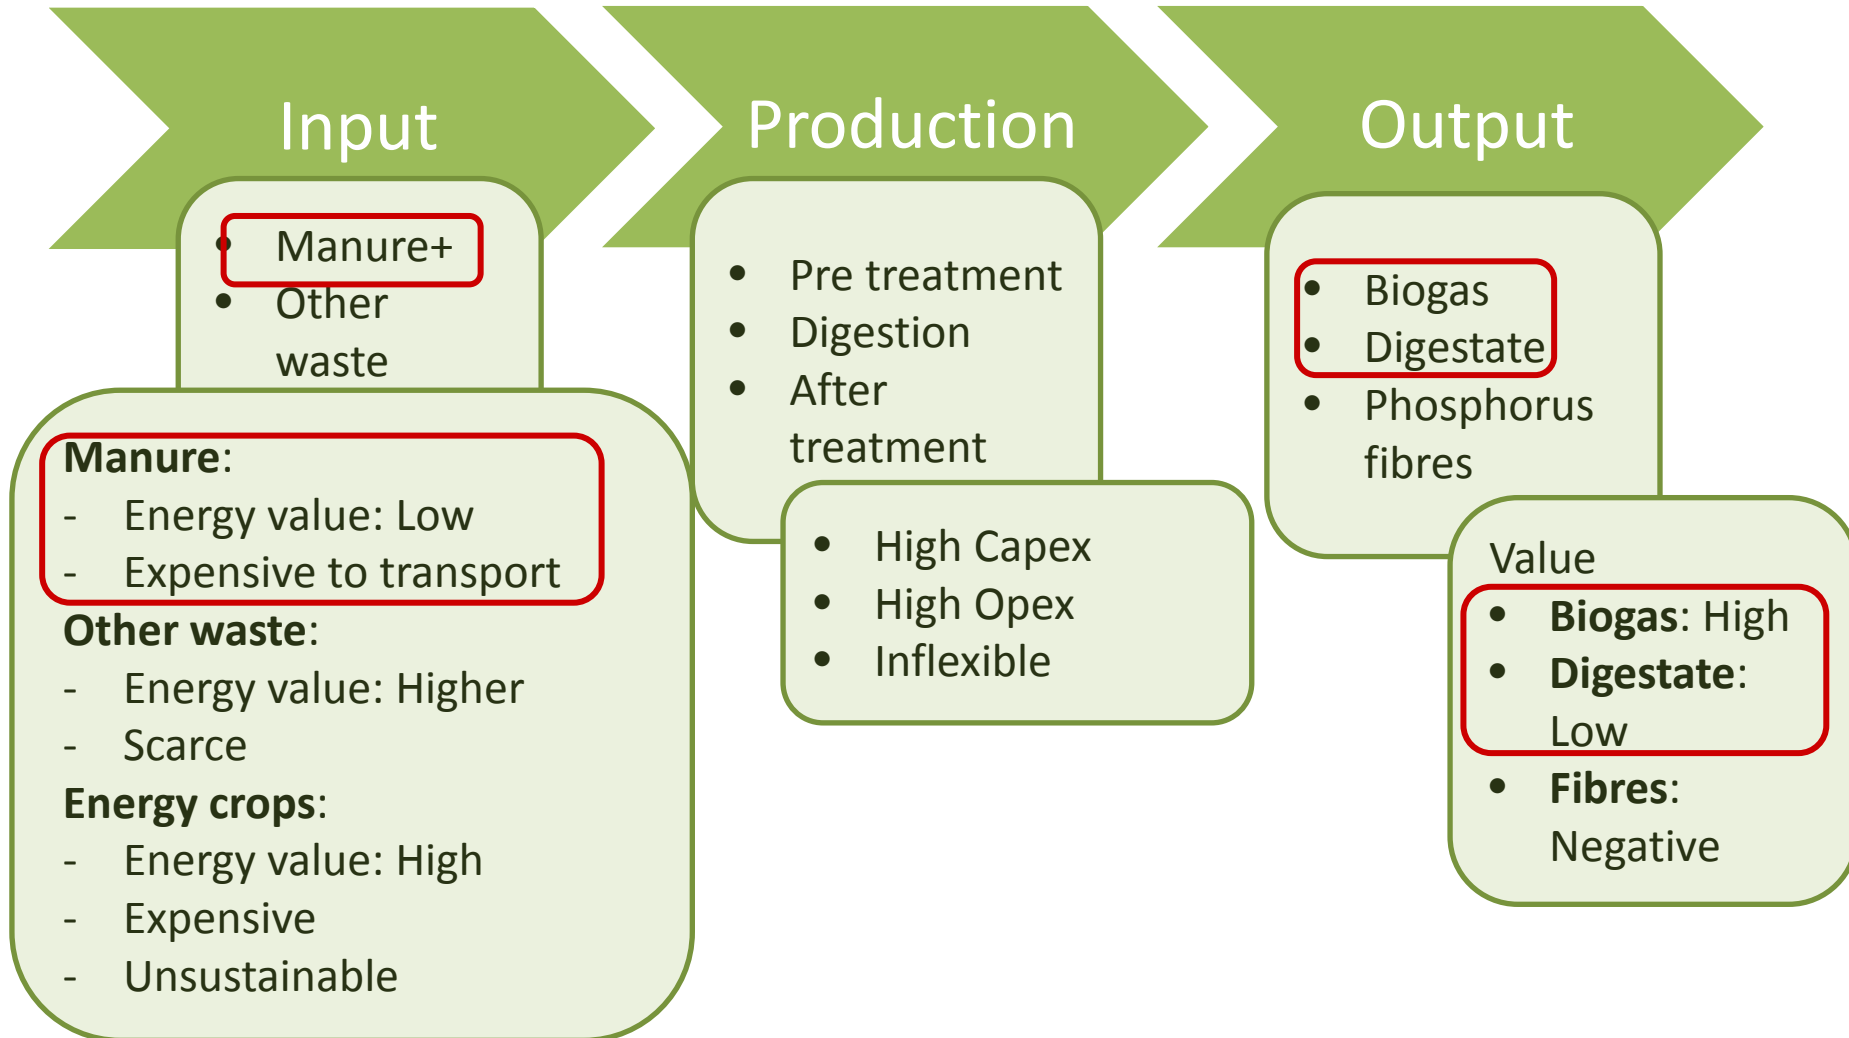 Input
• Manure+
• Other
waste
Manure:
- Energy value: Low
- Expensive to transport
Other waste:
- Energy value: Higher
- Scarce
Energy crops:
- Energy value: High
- Expensive
- Unsustainable
Production
• Pre treatment
• Digestion
• After
treatment
• High Capex
• High Opex
• Inflexible
Output
• Biogas
• Digestate
• Phosphorus
fibres
Value
• Biogas: High
• Digestate:
Low
• Fibres:
Negative